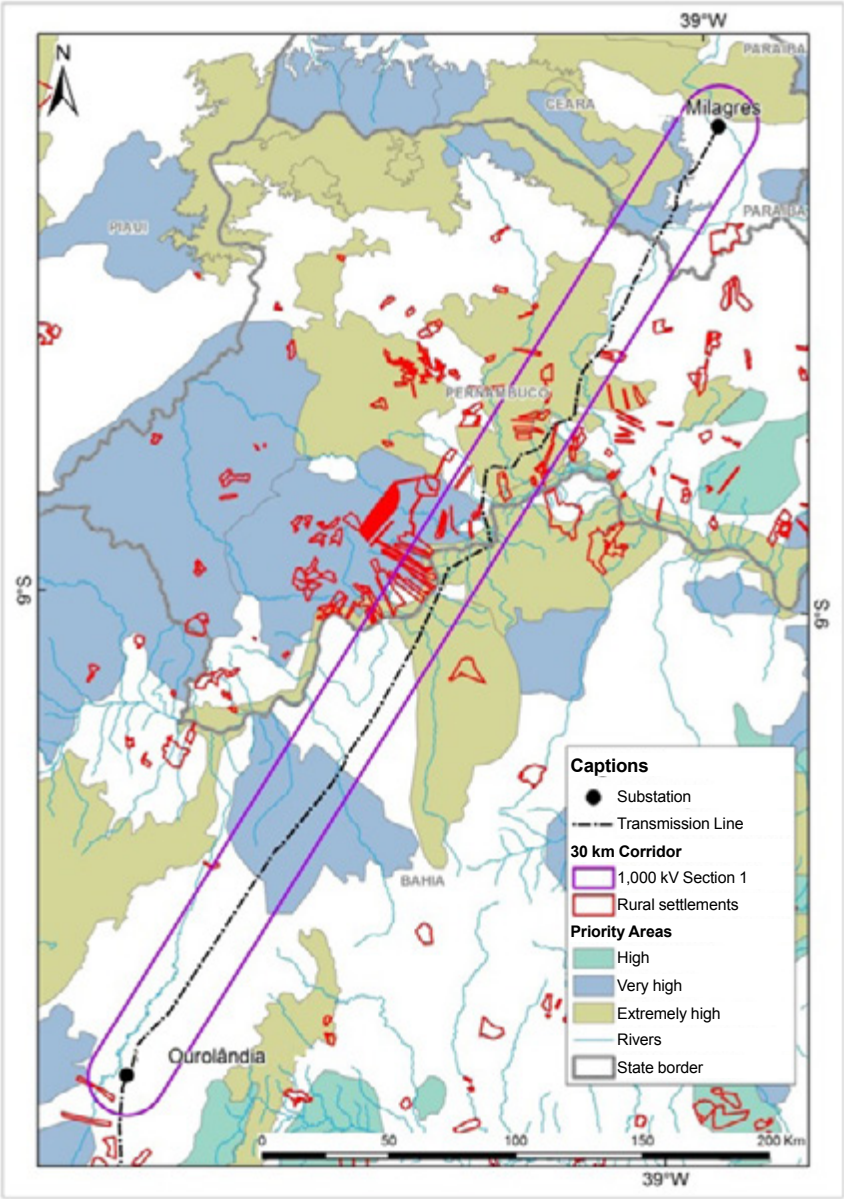 39°W
N
PARAIBA
CEARA
Milagres
PARAIBA
PIAUI
PERNAMBUCO
9°S
9°S
Captions
Substation
Transmission Line
30 km Corridor
1,000 kV Section 1
Rural settlements
Priority Areas
High
Very high
Extremely high
Rivers
State border
BAHIA
Ourolândia
0 50 100 150 200 Km
39°W